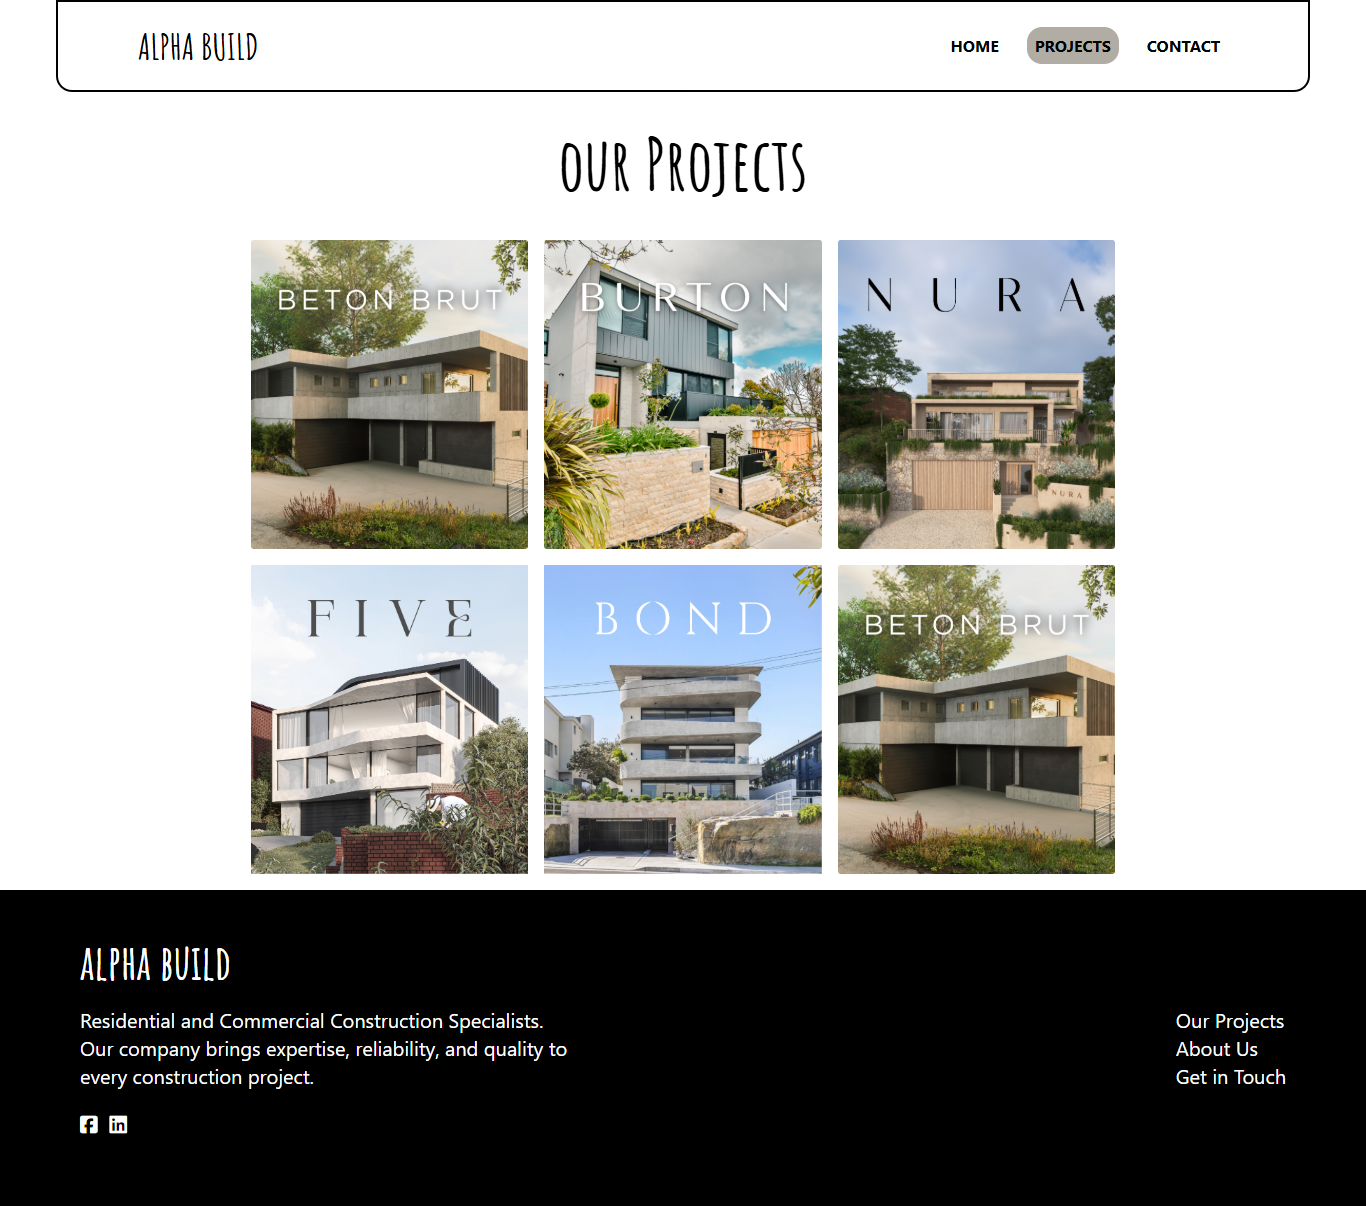 ALPHA BUILD
HOME
PROJECTS
CONTACT
OUR PROJECTS
BETON BRUT
BURTON
NURA
NURA
FIVE
BOND
BETON BRUT
ALPHA BUILD
Residential and Commercial Construction Specialists.
Our company brings expertise, reliability, and quality to
every construction project.
Our Projects
About Us
Get in Touch